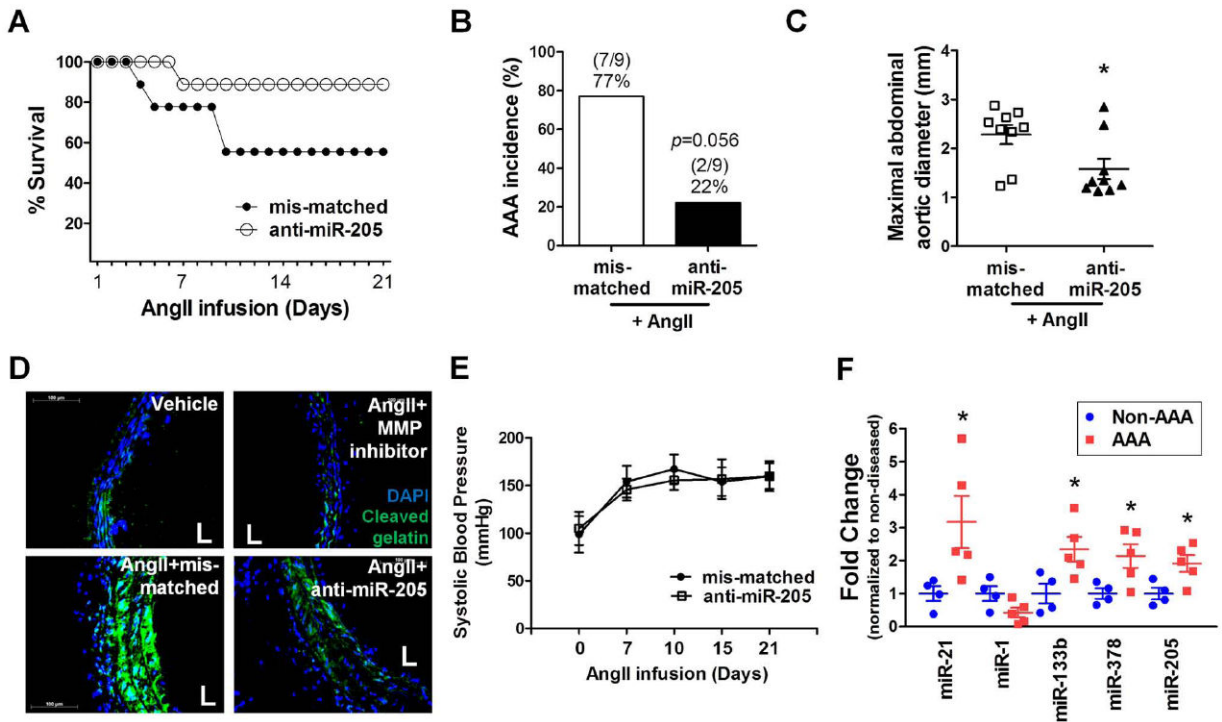 A
100
80
60
40
20
% Survival
mis-matched
anti-miR-205
1
7
14
21
AngII infusion (Days)
B
100
80
60
40
20
0
AAA incidence (%)
(7/9)
77%
p=0.056
(2/9)
22%
mis-
matched
anti-
miR-205
+ AngII
C
4
3
2
1
0
Maximal abdominal
aortic diameter (mm)
*
mis-
matched
anti-
miR-205
+ AngII
D
100 µm
Vehicle
L
AngII+
MMP
inhibitor
DAPI
Cleaved
gelatin
L
AngII+mis-
matched
100 µm
L
AngII+
anti-miR-205
L
E
200
150
100
50
0
Systolic Blood Pressure
(mmHg)
mis-matched
anti-miR-205
0
7
10
15
21
AngII infusion (Days)
F
Non-AAA
AAA
6
5
4
3
2
1
0
Fold Change
(normalized to non-diseased)
*
*
*
*
miR-21
miR-1
miR-133b
miR-378
miR-205